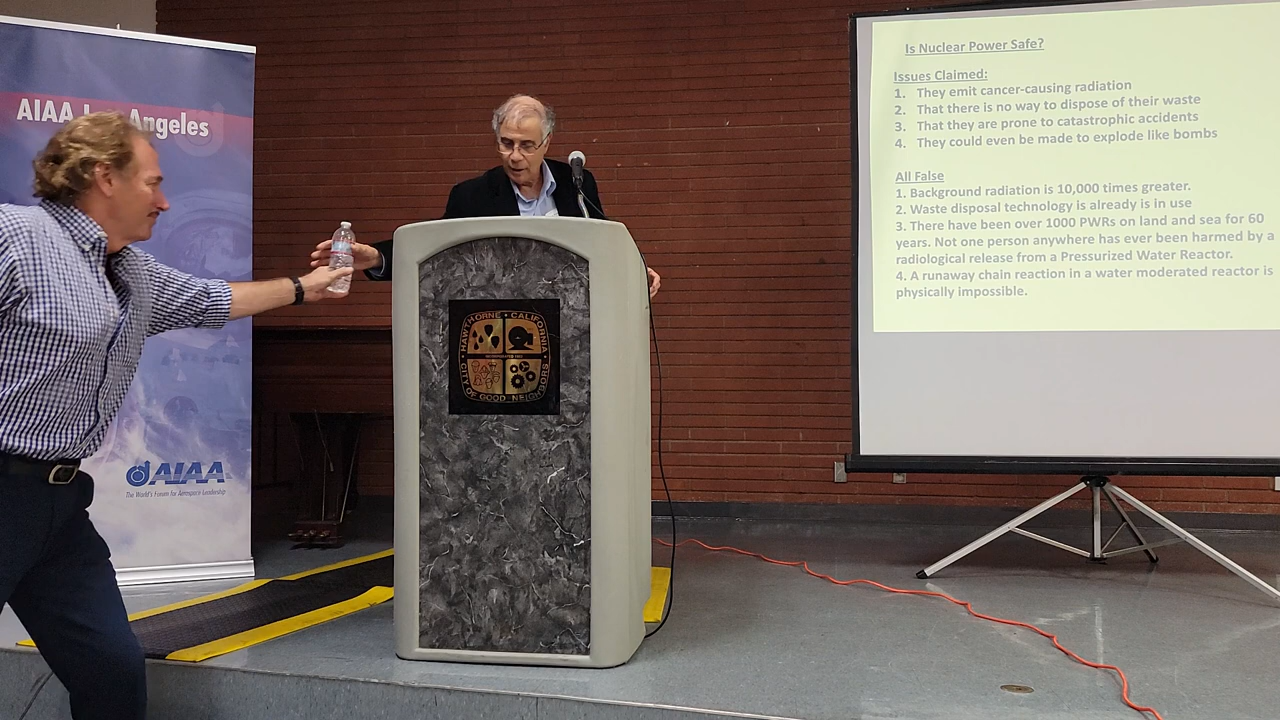 AIAA Los Angeles
AIAA
The World's Forum for Aerospace Leadership
HAWTHORNE • CALIFORNIA
INCORPORATED 1922
CITY OF GOOD NEIGHBORS
Is Nuclear Power Safe?
Issues Claimed:
1. They emit cancer-causing radiation
2. That there is no way to dispose of their waste
3. That they are prone to catastrophic accidents
4. They could even be made to explode like bombs
All False
1. Background radiation is 10,000 times greater.
2. Waste disposal technology is already is in use
3. There have been over 1000 PWRs on land and sea for 60
years. Not one person anywhere has ever been harmed by a
radiological release from a Pressurized Water Reactor.
4. A runaway chain reaction in a water moderated reactor is
physically impossible.